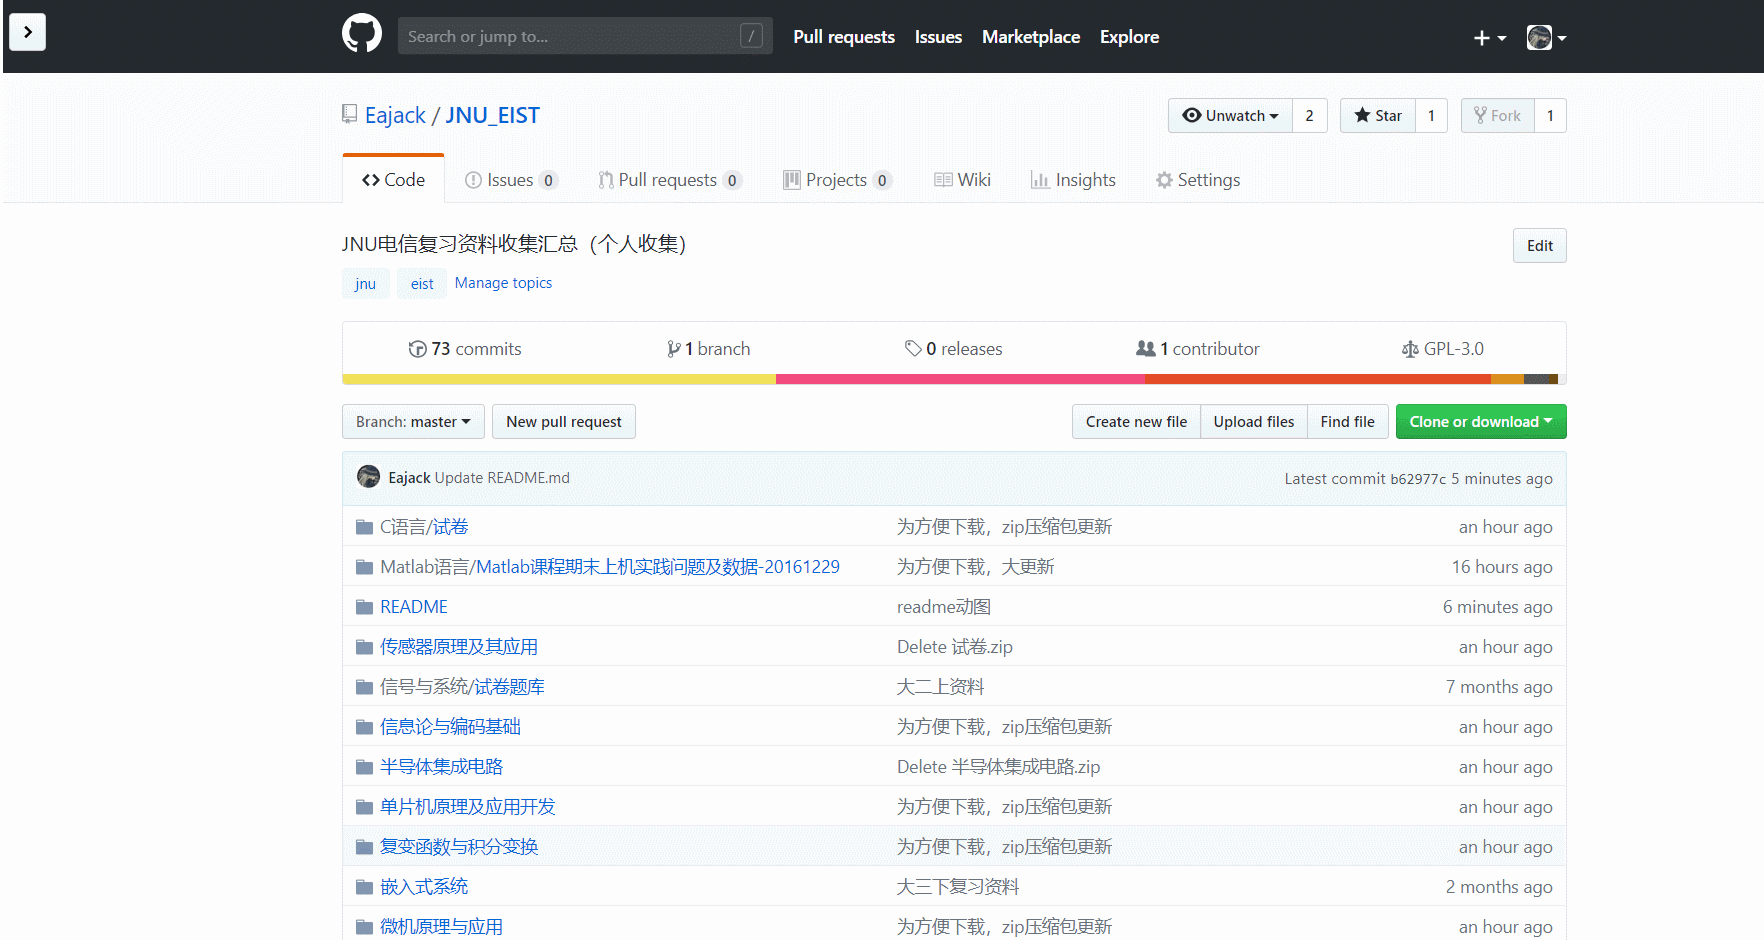 Search or jump to... /
Pull requests Issues Marketplace Explore
Eajack / JNU_EIST
Unwatch 2 Star 1 Fork 1
Code Issues 0 Pull requests 0 Projects 0 Wiki Insights Settings
JNU电信复习资料收集汇总（个人收集）
Edit
jnu eist Manage topics
73 commits 1 branch 0 releases 1 contributor GPL-3.0
Branch: master New pull request Create new file Upload files Find file Clone or download
Eajack Update README.md Latest commit b62977c 5 minutes ago
C语言/试卷 为方便下载，zip压缩包更新 an hour ago
Matlab语言/Matlab课程期末上机实践问题及数据-20161229 为方便下载，大更新 16 hours ago
README readme动图 6 minutes ago
传感器原理及其应用 Delete 试卷.zip an hour ago
信号与系统/试卷题库 大二上资料 7 months ago
信息论与编码基础 为方便下载，zip压缩包更新 an hour ago
半导体集成电路 Delete 半导体集成电路.zip an hour ago
单片机原理及应用开发 为方便下载，zip压缩包更新 an hour ago
复变函数与积分变换 为方便下载，zip压缩包更新 an hour ago
嵌入式系统 大三下复习资料 2 months ago
微机原理与应用 为方便下载，zip压缩包更新 an hour ago